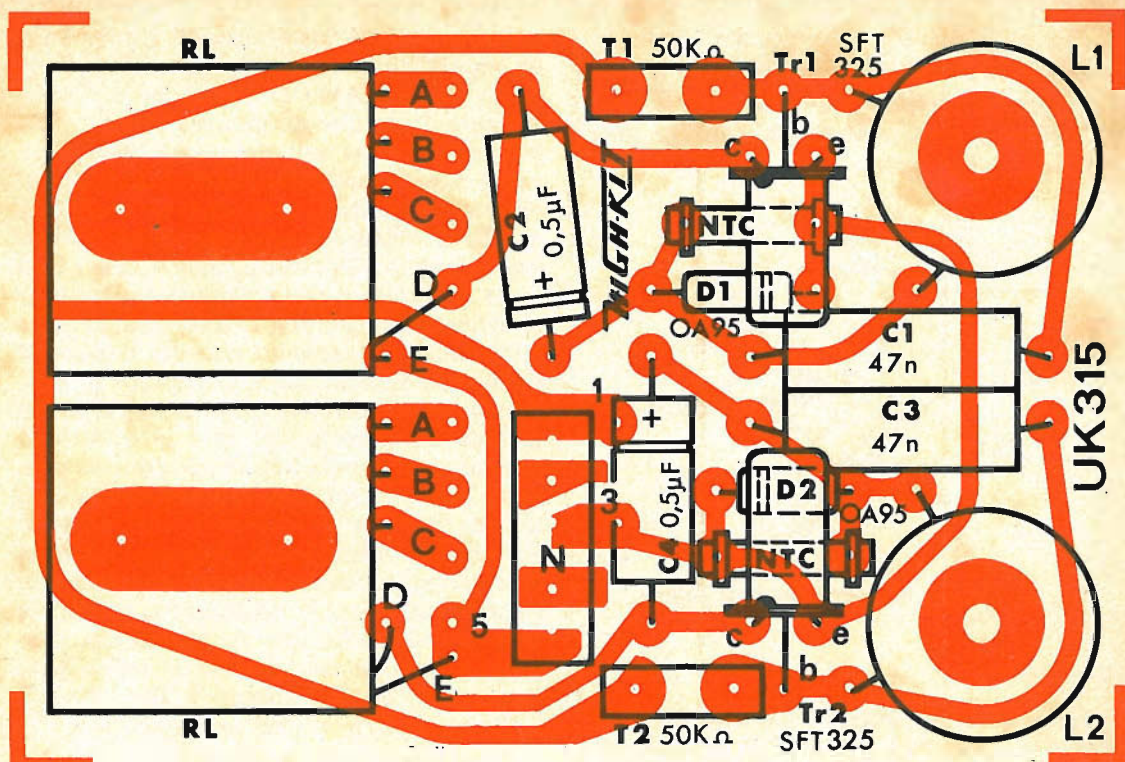 RL
T1 50KΩ
Tr1
SFT
325
L1
A
B
C
b
c
e
C2
0,5µF
+
HIGH-KIT
NTC
D
D1
OA95
E
C1
47n
1
+
C3
47n
UK315
A
B
C
3
N
C4
0,5µF
D2
OA95
NTC
D
5
E
c
e
b
RL
T2 50KΩ
Tr2
SFT325
L2